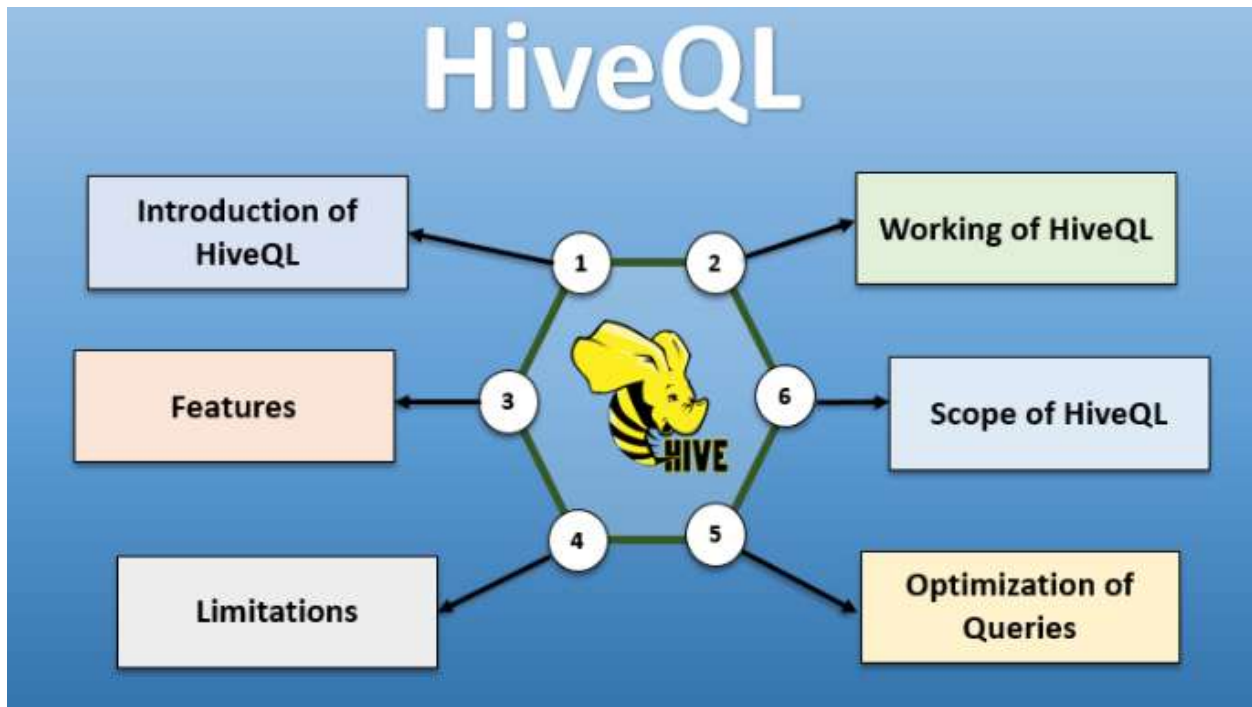 HiveQL
Introduction of
HiveQL
1
2
Working of HiveQL
Features
3
6
Scope of HiveQL
HIVE
Limitations
4
5
Optimization of
Queries